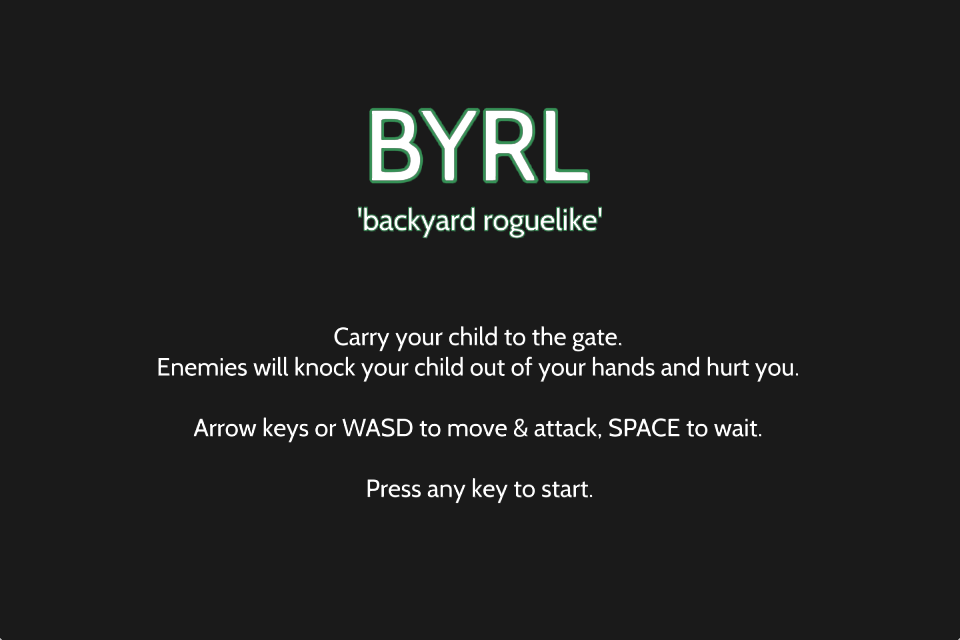 BYRL
'backyard roguelike'
Carry your child to the gate.
Enemies will knock your child out of your hands and hurt you.
Arrow keys or WASD to move & attack, SPACE to wait.
Press any key to start.